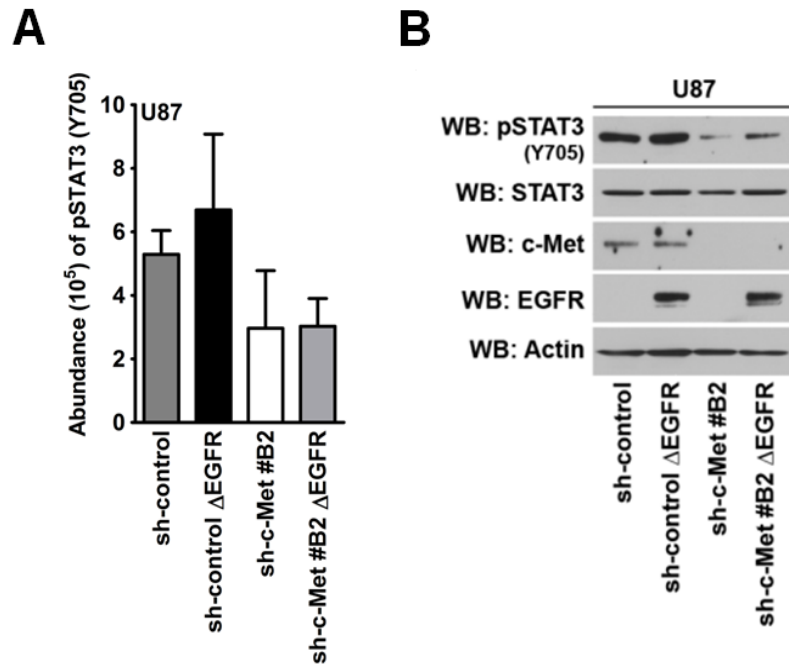 A
B
Abundance (10⁵) of pSTAT3 (Y705)
10
8
6
4
2
0
U87
sh-control
sh-control ΔEGFR
sh-c-Met #B2
sh-c-Met #B2 ΔEGFR
U87
WB: pSTAT3
(Y705)
WB: STAT3
WB: c-Met
WB: EGFR
WB: Actin
sh-control
sh-control ΔEGFR
sh-c-Met #B2
sh-c-Met #B2 ΔEGFR